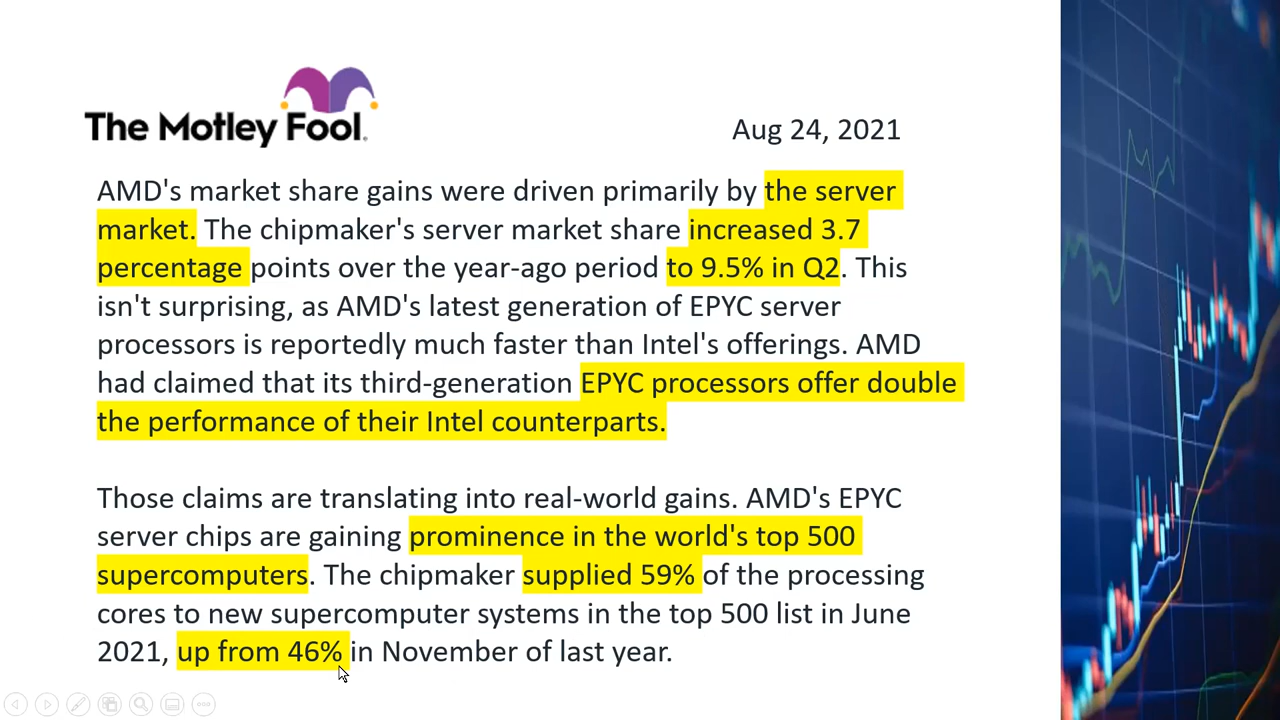 The Motley Fool.
Aug 24, 2021
AMD's market share gains were driven primarily by the server
market. The chipmaker's server market share increased 3.7
percentage points over the year-ago period to 9.5% in Q2. This
isn't surprising, as AMD's latest generation of EPYC server
processors is reportedly much faster than Intel's offerings. AMD
had claimed that its third-generation EPYC processors offer double
the performance of their Intel counterparts.
Those claims are translating into real-world gains. AMD's EPYC
server chips are gaining prominence in the world's top 500
supercomputers. The chipmaker supplied 59% of the processing
cores to new supercomputer systems in the top 500 list in June
2021, up from 46% in November of last year.